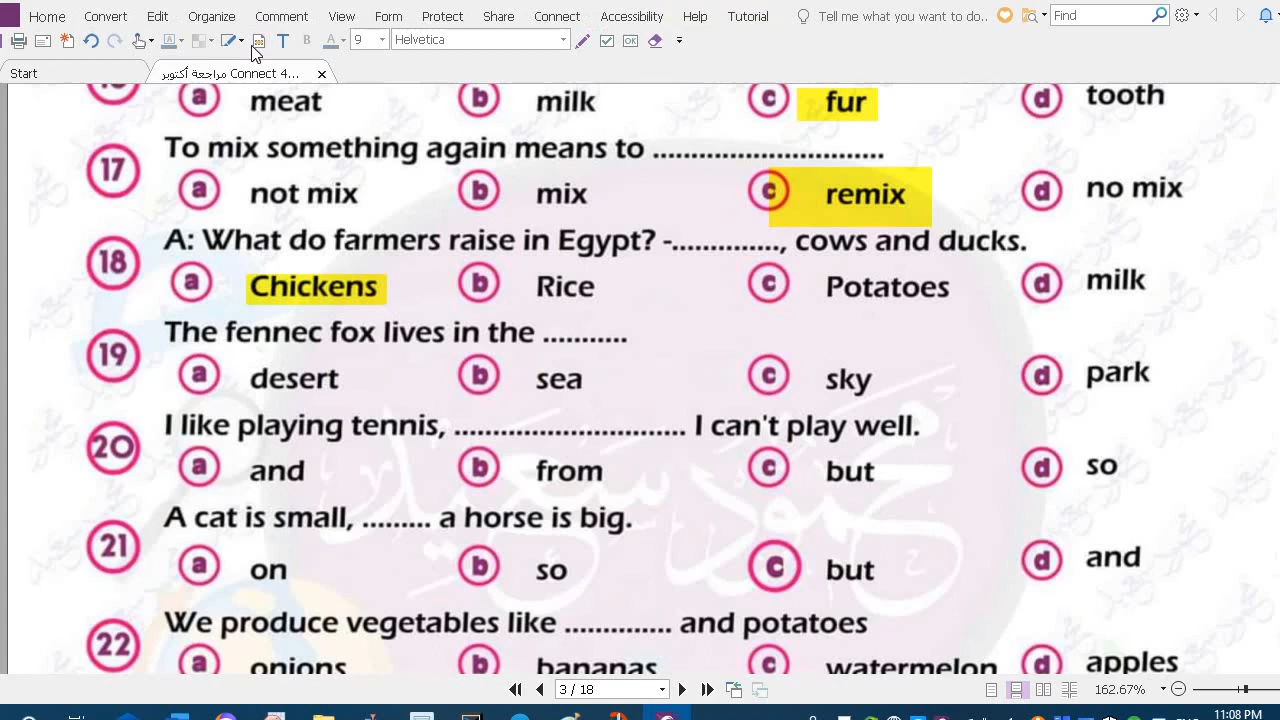 Home Convert Edit Organize Comment View Form Protect Share Connect Accessibility Help Tutorial Tell me what you want to do.. Find
9 Helvetica
Start مراجعة أكتوبر Connect 4...
a meat b milk c fur d tooth
17 To mix something again means to ..............................
a not mix b mix c remix d no mix
18 A: What do farmers raise in Egypt? -.............., cows and ducks.
a Chickens b Rice c Potatoes d milk
19 The fennec fox lives in the ...........
a desert b sea c sky d park
20 I like playing tennis, .............................. I can't play well.
a and b from c but d so
21 A cat is small, ......... a horse is big.
a on b so c but d and
22 We produce vegetables like .............. and potatoes
a onions b bananas c watermelon d apples
محمود سعيد
3 / 18 162.67%
11:08 PM